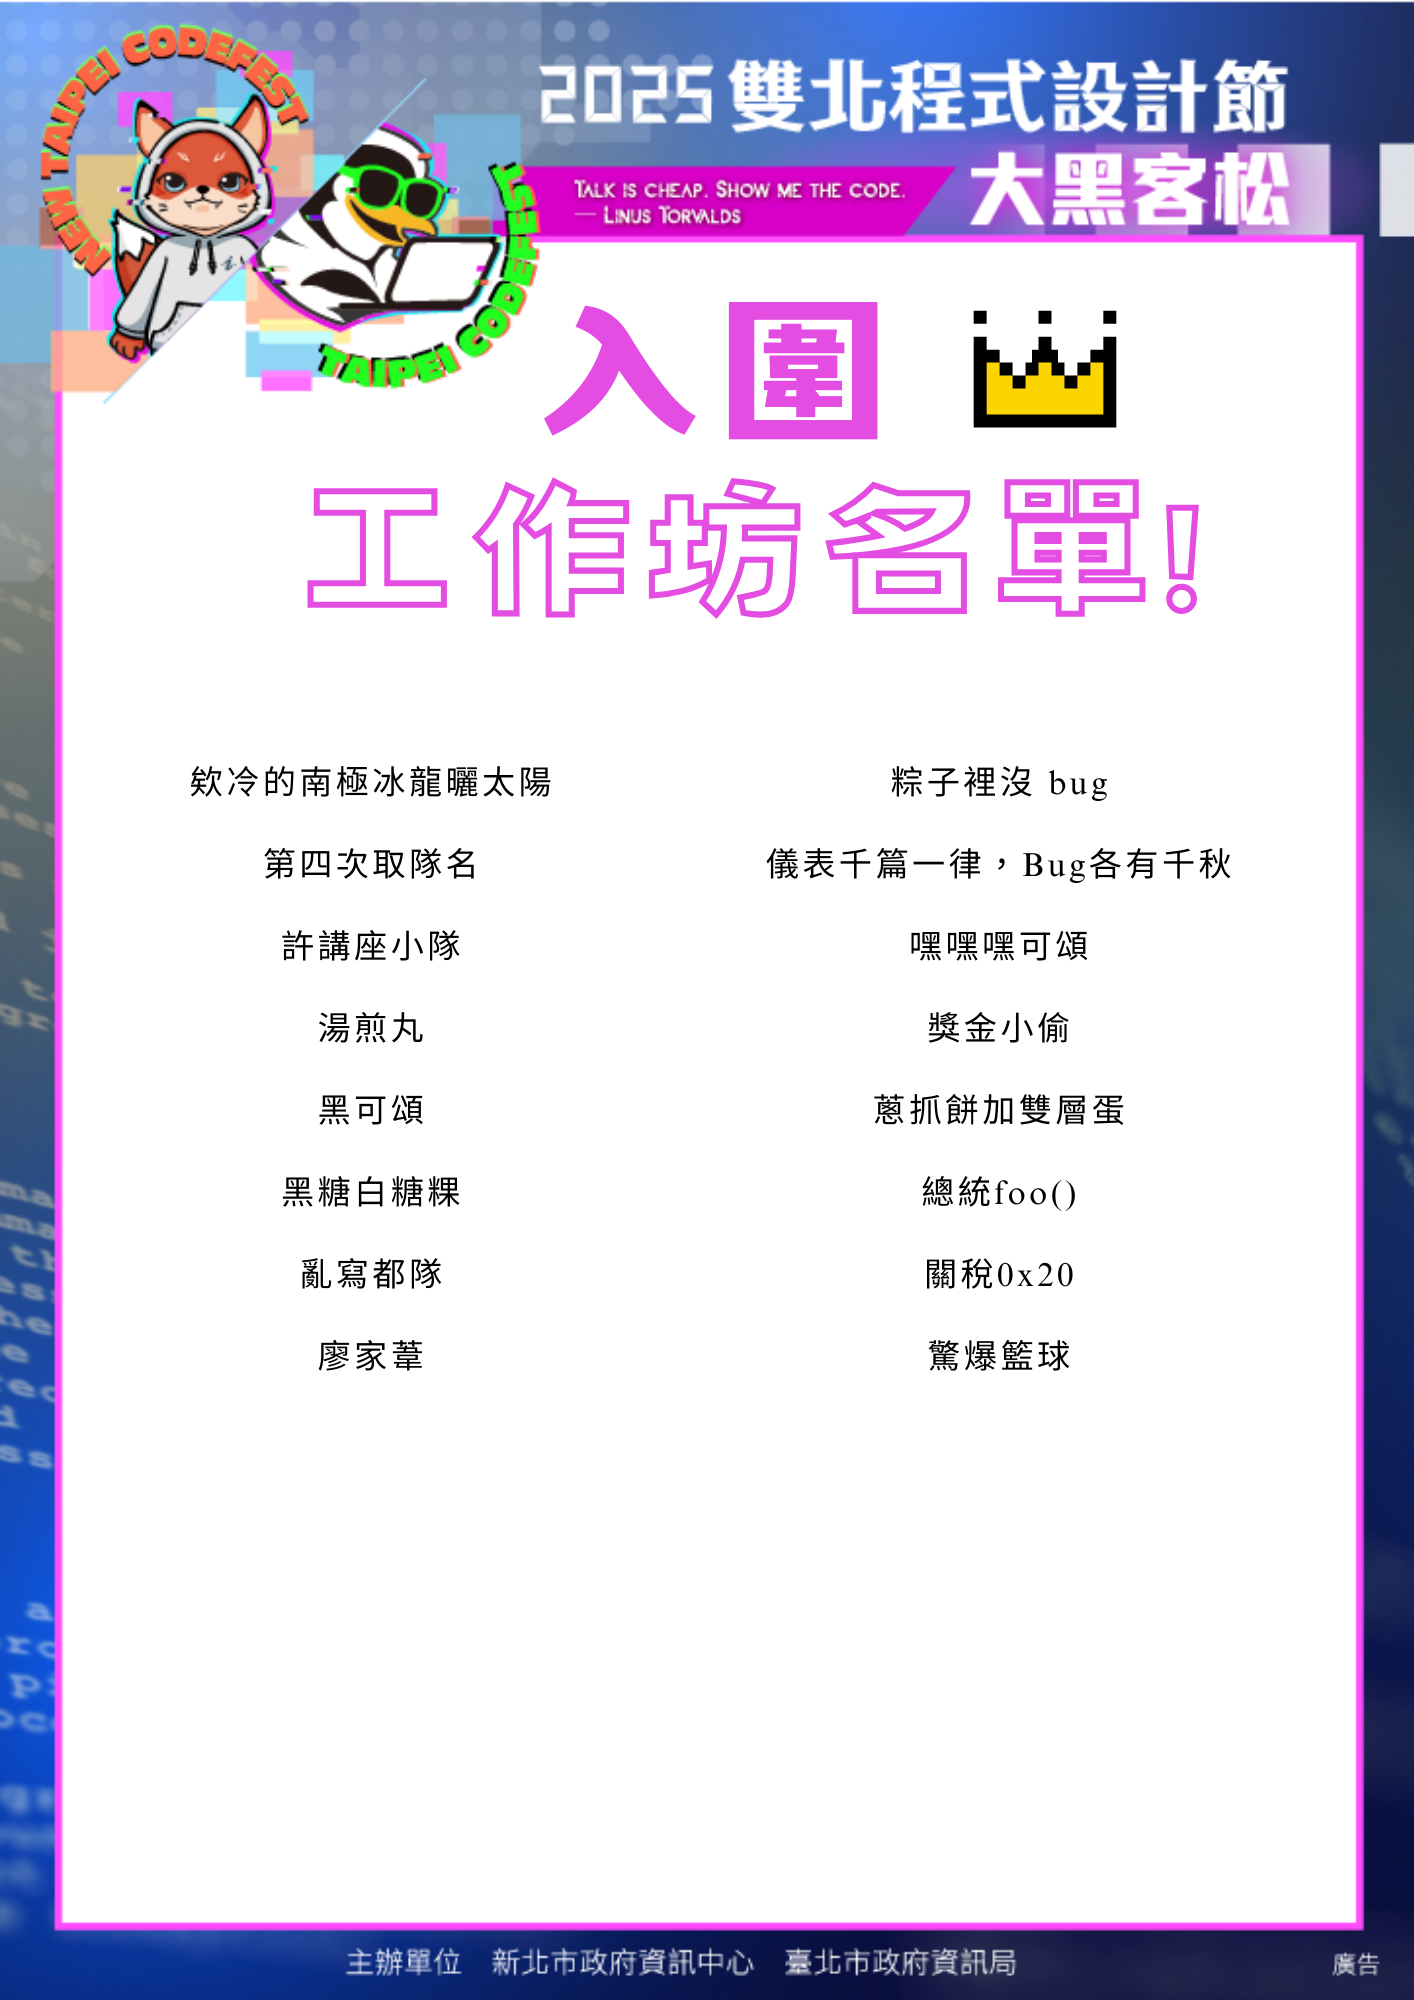 NEW TAIPEI CODEFEST
TAIPEI CODEFEST
2025雙北程式設計節
大黑客松
TALK IS CHEAP. SHOW ME THE CODE.
— LINUS TORVALDS
入圍
工作坊名單!
欸冷的南極冰龍曬太陽
第四次取隊名
許講座小隊
湯煎丸
黑可頌
黑糖白糖粿
亂寫都隊
廖家葦
粽子裡沒 bug
儀表千篇一律，Bug各有千秋
嘿嘿嘿可頌
獎金小偷
蔥抓餅加雙層蛋
總統foo()
關稅0x20
驚爆籃球
主辦單位 新北市政府資訊中心 臺北市政府資訊局
廣告